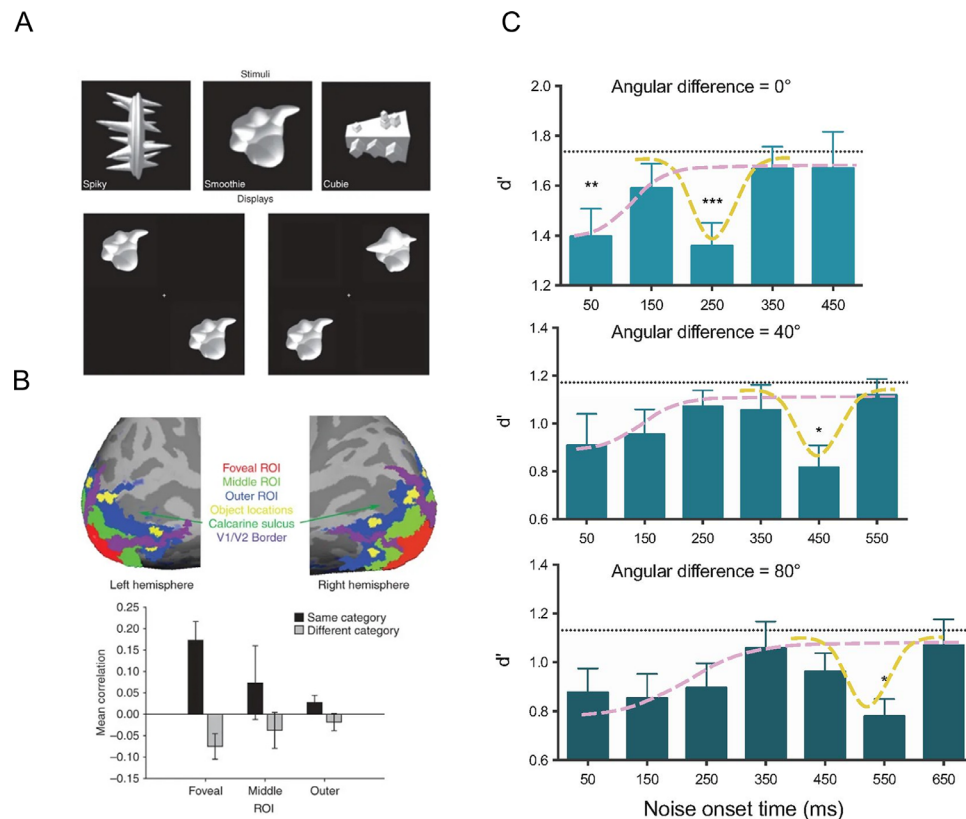 A
Stimuli
Spiky
Smoothie
Cubie
Displays
B
Foveal ROI
Middle ROI
Outer ROI
Object locations
Calcarine sulcus
V1/V2 Border
Left hemisphere
Right hemisphere
Same category
Different category
Mean correlation
0.25
0.20
0.15
0.10
0.05
0.00
−0.05
−0.10
−0.15
Foveal Middle Outer
ROI
C
Angular difference = 0°
d'
2.0
1.8
1.6
1.4
1.2
**
***
50 150 250 350 450
Angular difference = 40°
d'
1.4
1.2
1.0
0.8
0.6
*
50 150 250 350 450 550
Angular difference = 80°
d'
1.4
1.2
1.0
0.8
0.6
*
50 150 250 350 450 550 650
Noise onset time (ms)